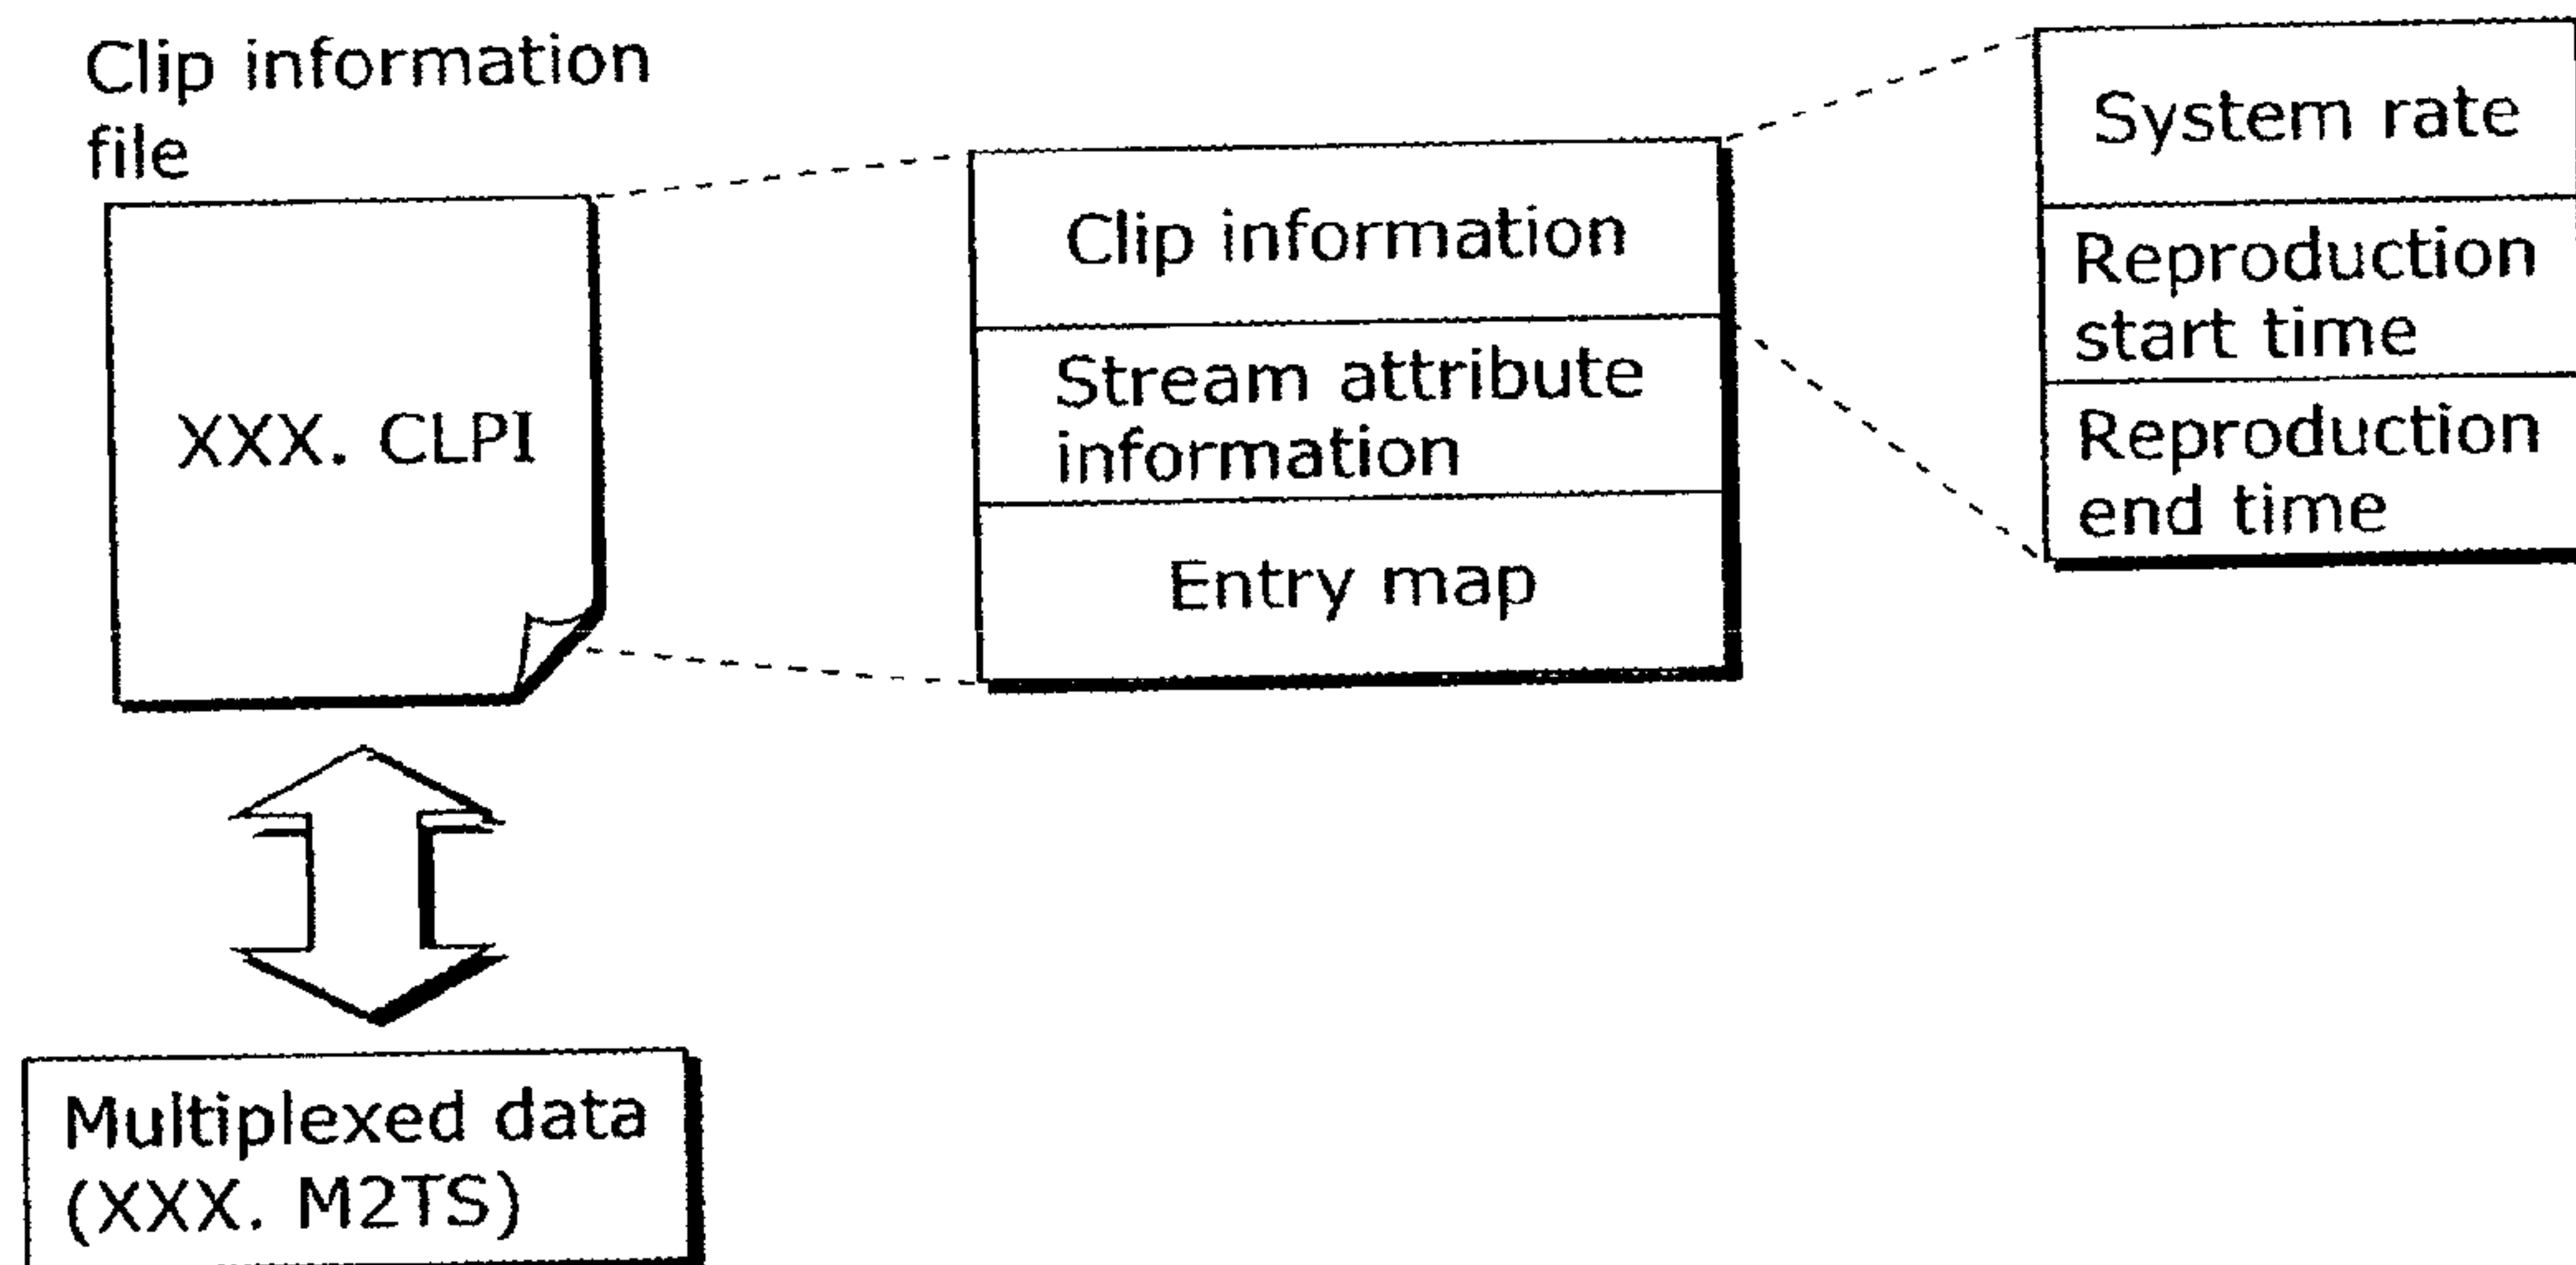 Clip information
file
XXX. CLPI
Clip information
Stream attribute
information
Entry map
System rate
Reproduction
start time
Reproduction
end time
Multiplexed data
(XXX. M2TS)